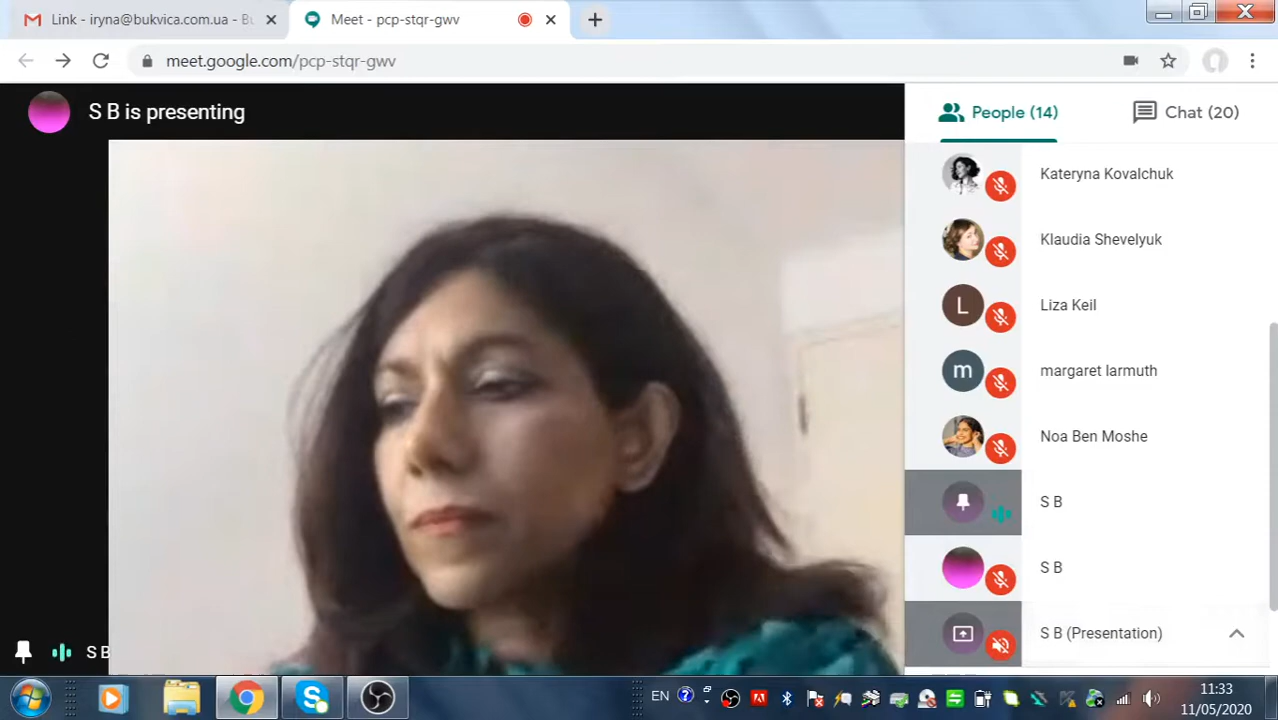 Link - iryna@bukvica.com.ua - Bu
Meet - pcp-stqr-gwv
meet.google.com/pcp-stqr-gwv
S B is presenting
People (14)
Chat (20)
Kateryna Kovalchuk
Klaudia Shevelyuk
L
Liza Keil
m
margaret larmuth
Noa Ben Moshe
S B
S B
S B (Presentation)
S B
EN
11:33
11/05/2020